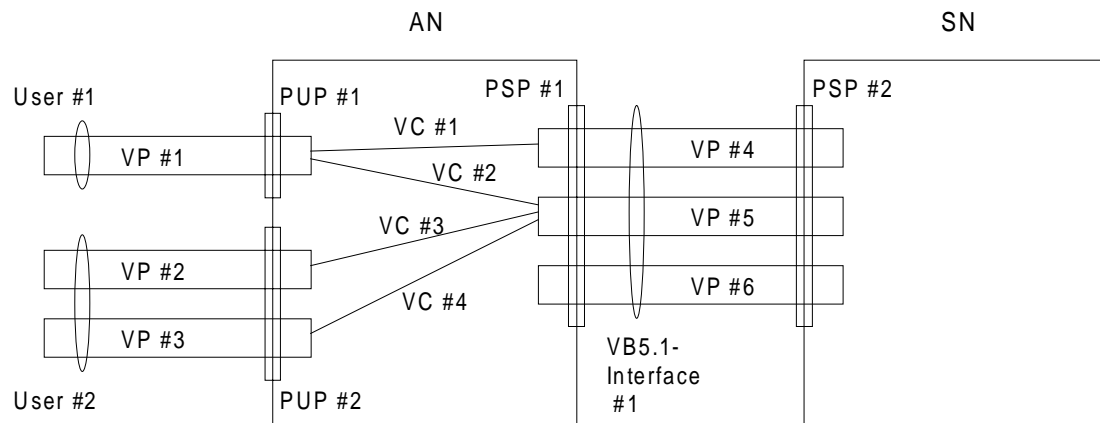 AN
SN
User #1
PUP #1
PSP #1
PSP #2
VC #1
VP #1
VP #4
VC #2
VP #5
VC #3
VP #2
VP #6
VC #4
VP #3
VB5.1-
Interface
#1
User #2
PUP #2